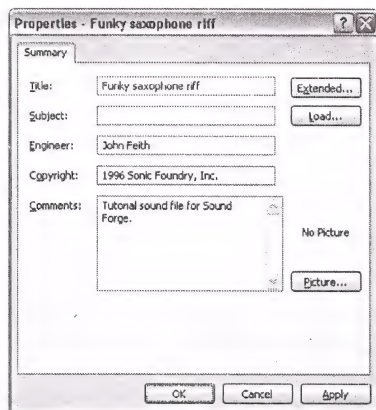 Properties - Funky saxophone riff
Summary
Title:
Funky saxophone riff
Extended...
Subject:
Load...
Engineer:
John Feith
Copyright:
1996 Sonic Foundry, Inc.
Comments:
Tutorial sound file for Sound
Forge.
No Picture
Picture...
OK
Cancel
Apply